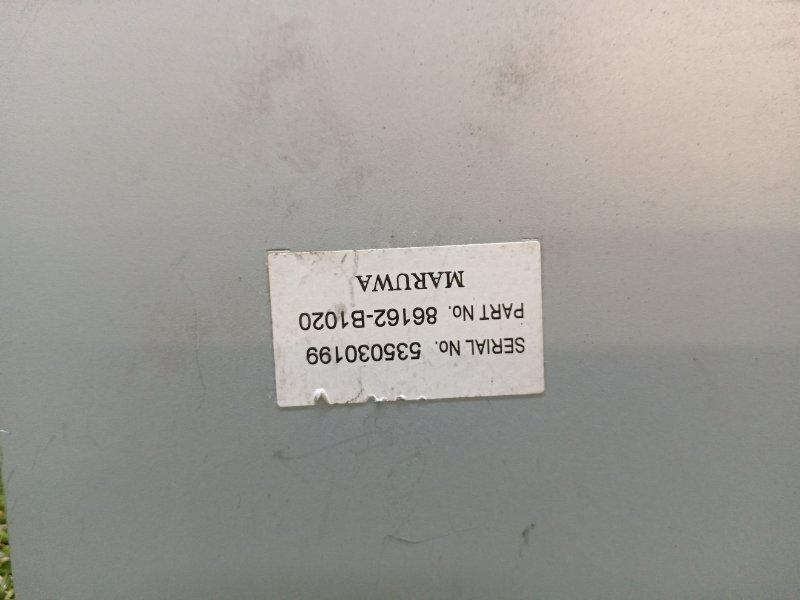 SERIAL No. 535030199
PART No. 86162-B1020
MARUWA